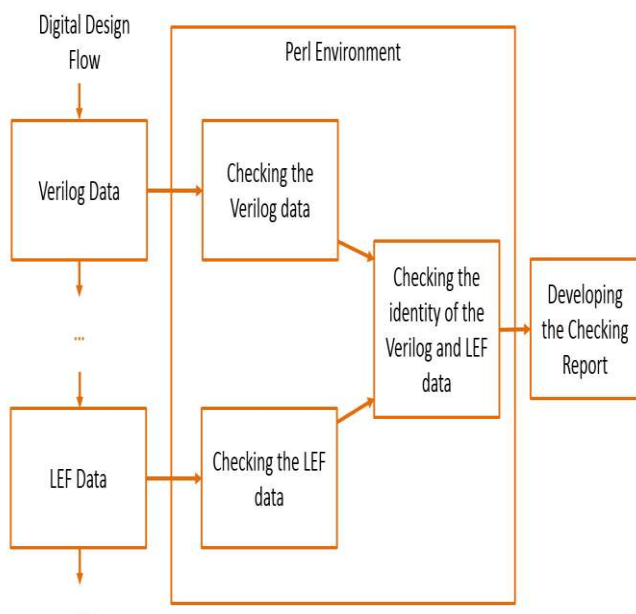 Digital Design
Flow
Perl Environment
Verilog Data
Checking the
Verilog data
Checking the
identity of the
Verilog and LEF
data
Developing
the Checking
Report
...
LEF Data
Checking the LEF
data